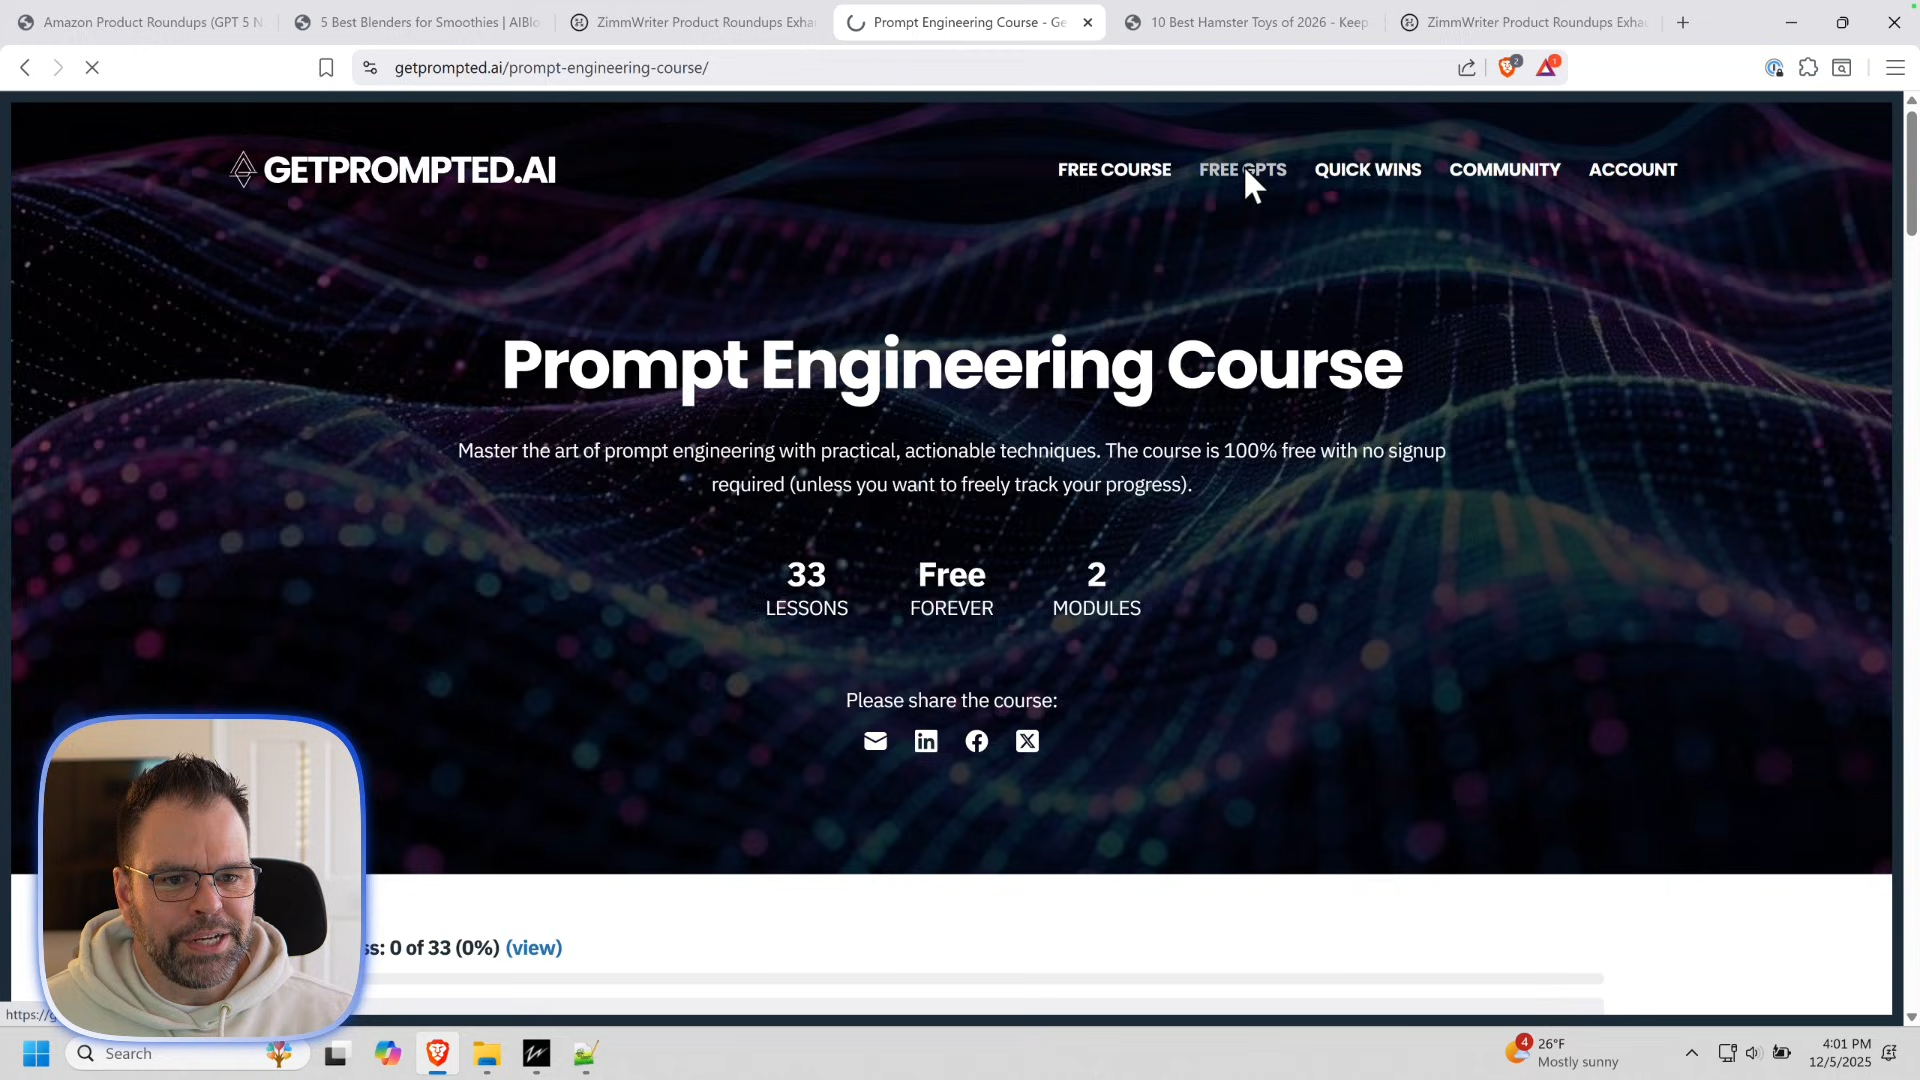 Amazon Product Roundups (GPT 5 N
5 Best Blenders for Smoothies | AIBlo
ZimmWriter Product Roundups Exha
Prompt Engineering Course - Ge
10 Best Hamster Toys of 2026 - Keep
ZimmWriter Product Roundups Exhau
getprompted.ai/prompt-engineering-course/
2
1
GETPROMPTED.AI
FREE COURSE
FREE GPTS
QUICK WINS
COMMUNITY
ACCOUNT
Prompt Engineering Course
Master the art of prompt engineering with practical, actionable techniques. The course is 100% free with no signup
required (unless you want to freely track your progress).
33
LESSONS
Free
FOREVER
2
MODULES
Please share the course:
ss: 0 of 33 (0%) (view)
https://g
Search
4
26°F
Mostly sunny
4:01 PM
12/5/2025